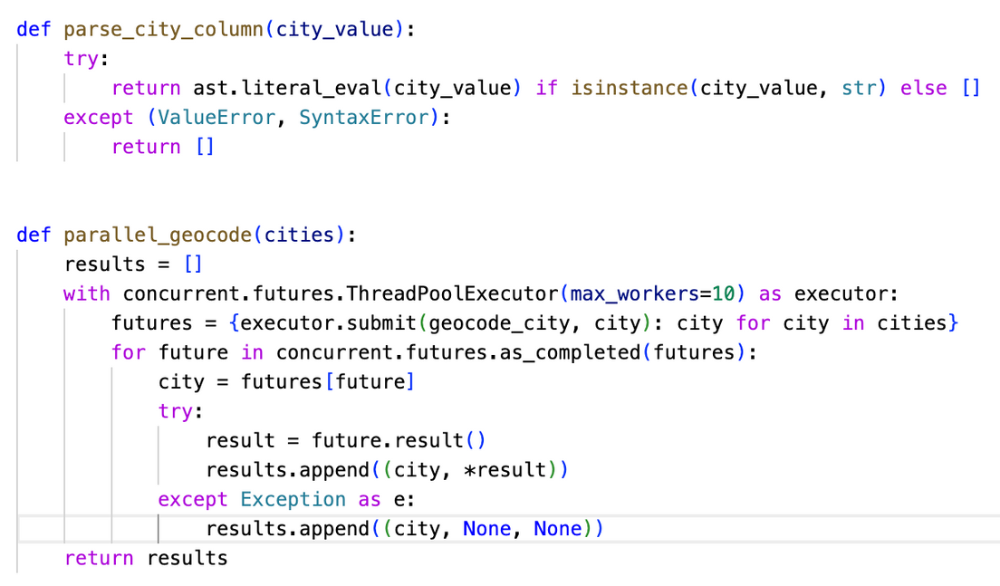 def parse_city_column(city_value):
    try:
        return ast.literal_eval(city_value) if isinstance(city_value, str) else []
    except (ValueError, SyntaxError):
        return []
def parallel_geocode(cities):
    results = []
    with concurrent.futures.ThreadPoolExecutor(max_workers=10) as executor:
        futures = {executor.submit(geocode_city, city): city for city in cities}
        for future in concurrent.futures.as_completed(futures):
            city = futures[future]
            try:
                result = future.result()
                results.append((city, *result))
            except Exception as e:
                results.append((city, None, None))
    return results